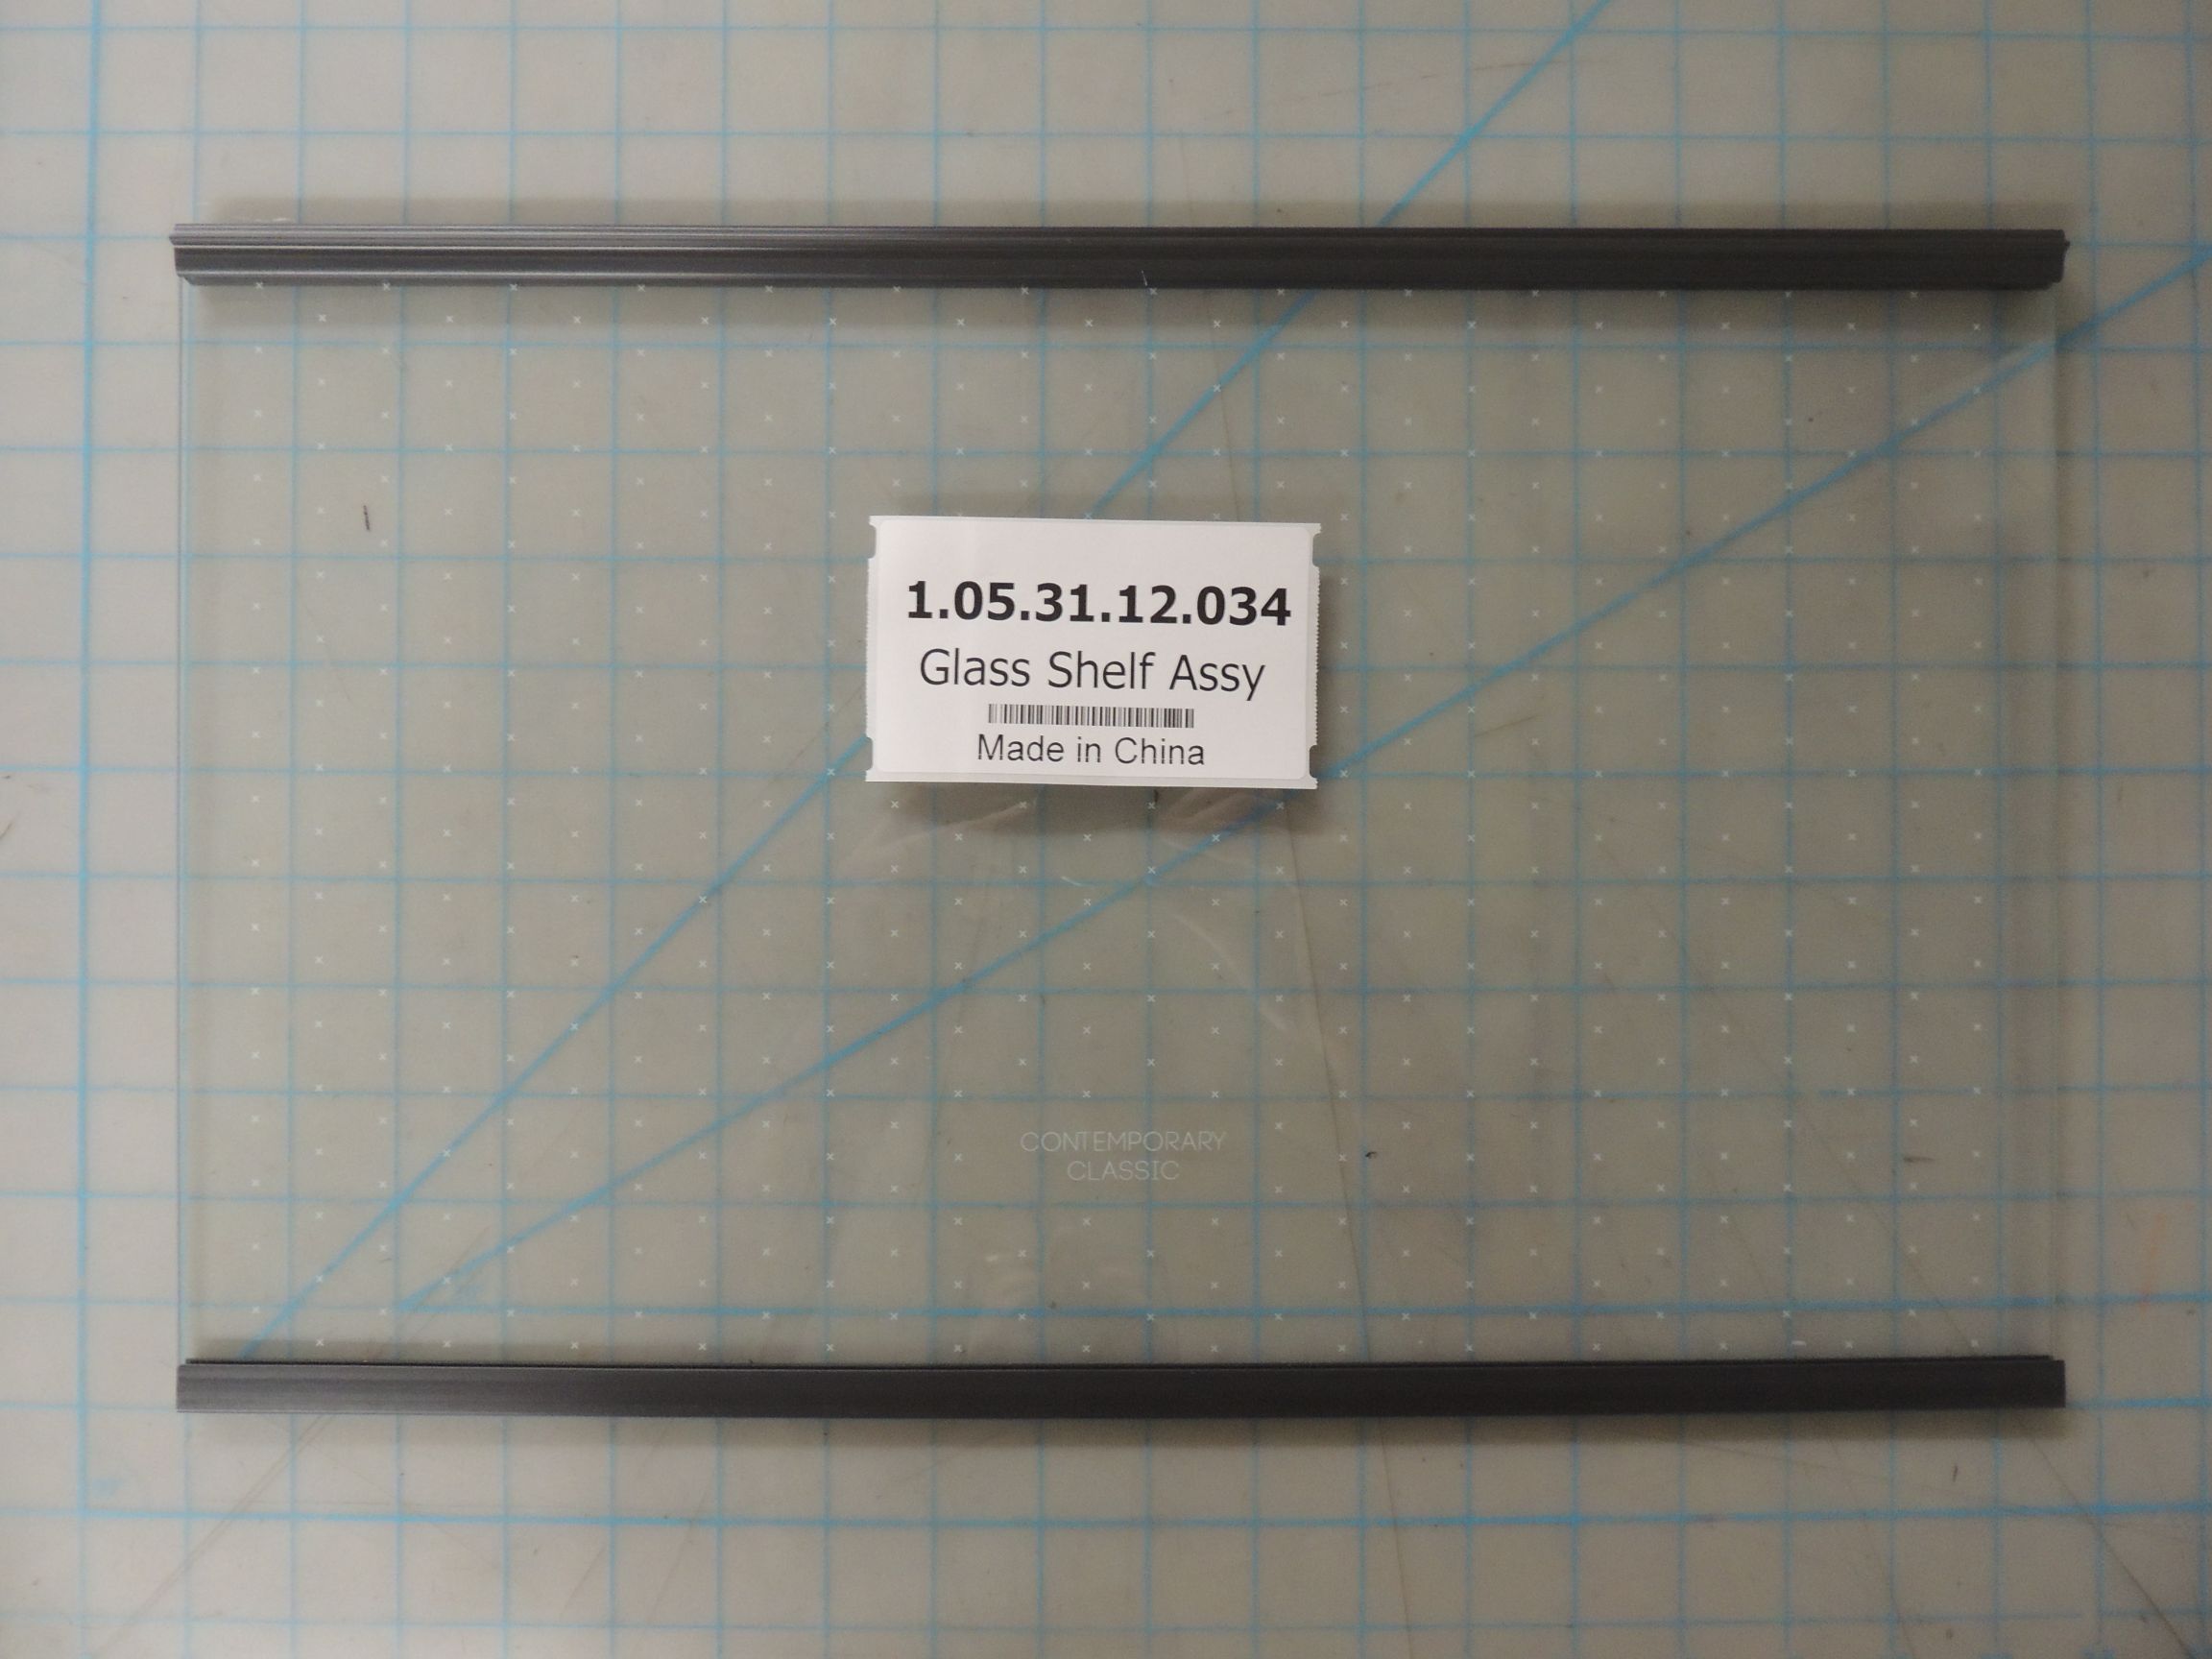 1.05.31.12.034
Glass Shelf Assy
Made in China
CONTEMPORARY
CLASSIC